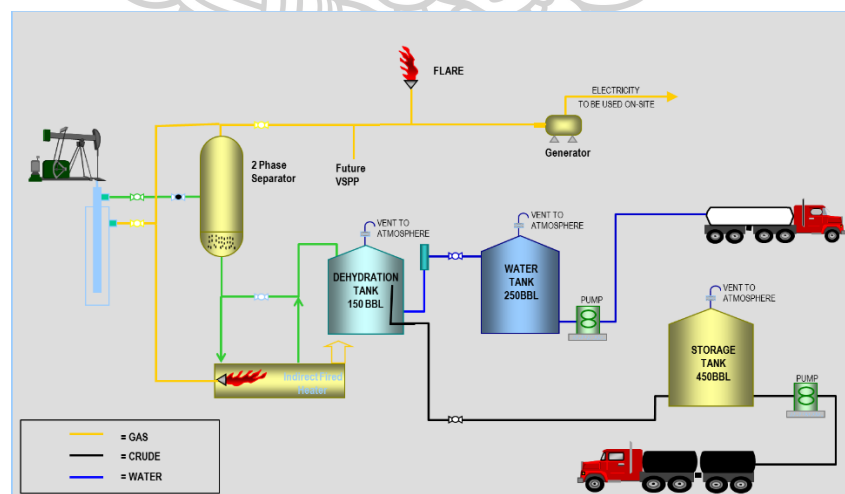 FLARE
ELECTRICITY
TO BE USED ON-SITE
Generator
2 Phase
Separator
Future
VSPP
VENT TO
ATMOSPHERE
VENT TO
ATMOSPHERE
DEHYDRATION
TANK
150 BBL
WATER
TANK
250BBL
PUMP
VENT TO
ATMOSPHERE
STORAGE
TANK
450BBL
PUMP
Indirect Fired
Heater
= GAS
= CRUDE
= WATER